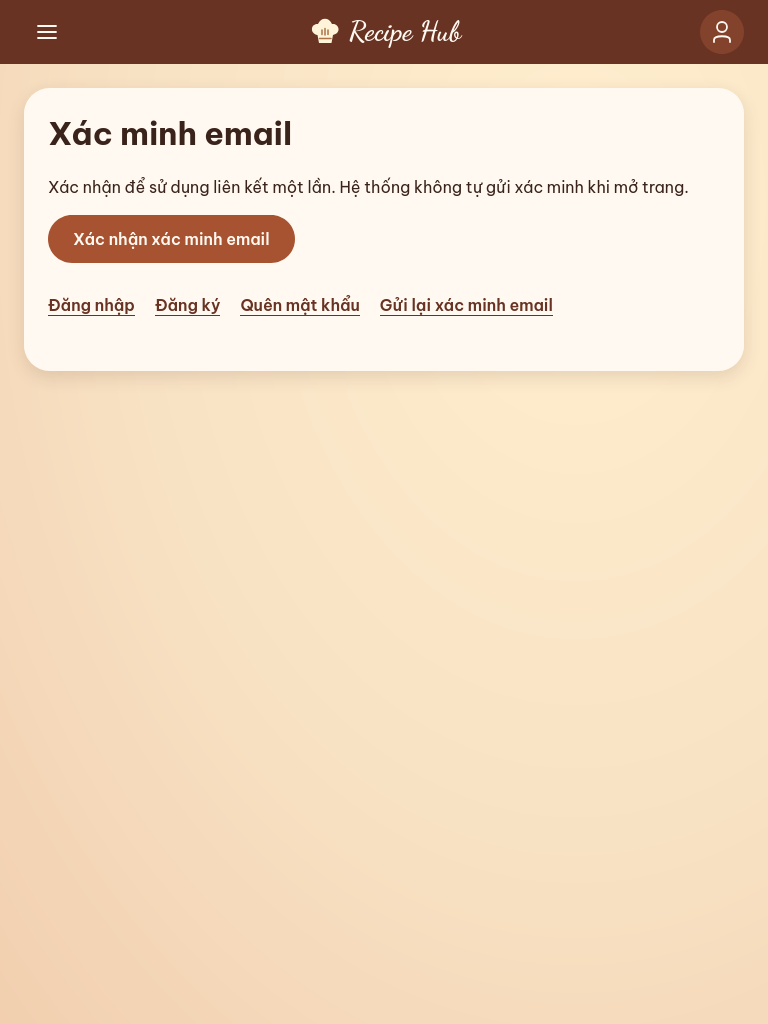 Recipe Hub
Xác minh email
Xác nhận để sử dụng liên kết một lần. Hệ thống không tự gửi xác minh khi mở trang.
Xác nhận xác minh email
Đăng nhập Đăng ký Quên mật khẩu Gửi lại xác minh email